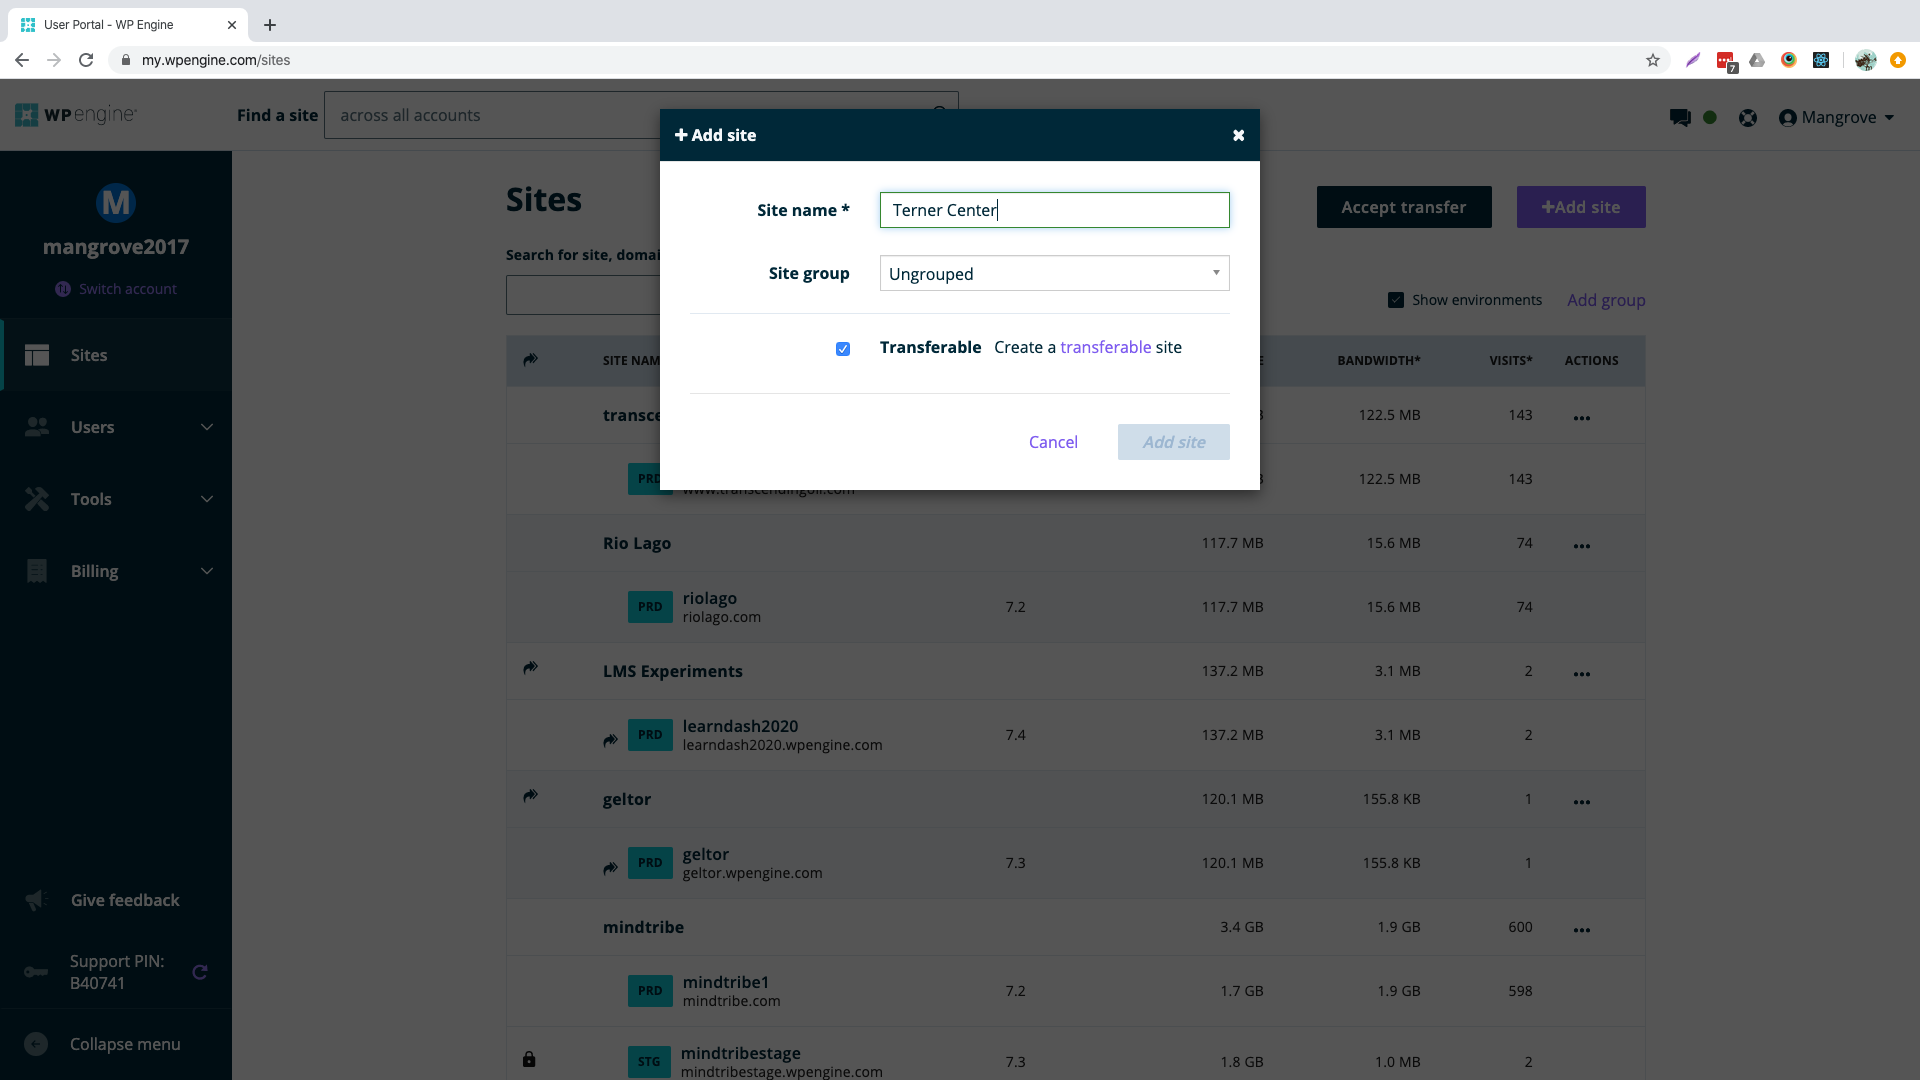 User Portal - WP Engine
my.wpengine.com/sites
7
WP engine
Find a site
across all accounts
Mangrove
M
mangrove2017
Switch account
Sites
Users
Tools
Billing
Give feedback
Support PIN:
B40741
Collapse menu
Sites
Accept transfer
+Add site
Search for site, domai
Show environments
Add group
SITE NAM
E
BANDWIDTH*
VISITS*
ACTIONS
+ Add site
Site name *
Terner Center
Site group
Ungrouped
Transferable Create a transferable site
Cancel
Add site
transce
122.5 MB
143
PRD
www.transcendingoil.com
122.5 MB
143
Rio Lago
117.7 MB
15.6 MB
74
PRD
riolago
riolago.com
7.2
117.7 MB
15.6 MB
74
LMS Experiments
137.2 MB
3.1 MB
2
PRD
learndash2020
learndash2020.wpengine.com
7.4
137.2 MB
3.1 MB
2
geltor
120.1 MB
155.8 KB
1
PRD
geltor
geltor.wpengine.com
7.3
120.1 MB
155.8 KB
1
mindtribe
3.4 GB
1.9 GB
600
PRD
mindtribe1
mindtribe.com
7.2
1.7 GB
1.9 GB
598
STG
mindtribestage
mindtribestage.wpengine.com
7.3
1.8 GB
1.0 MB
2